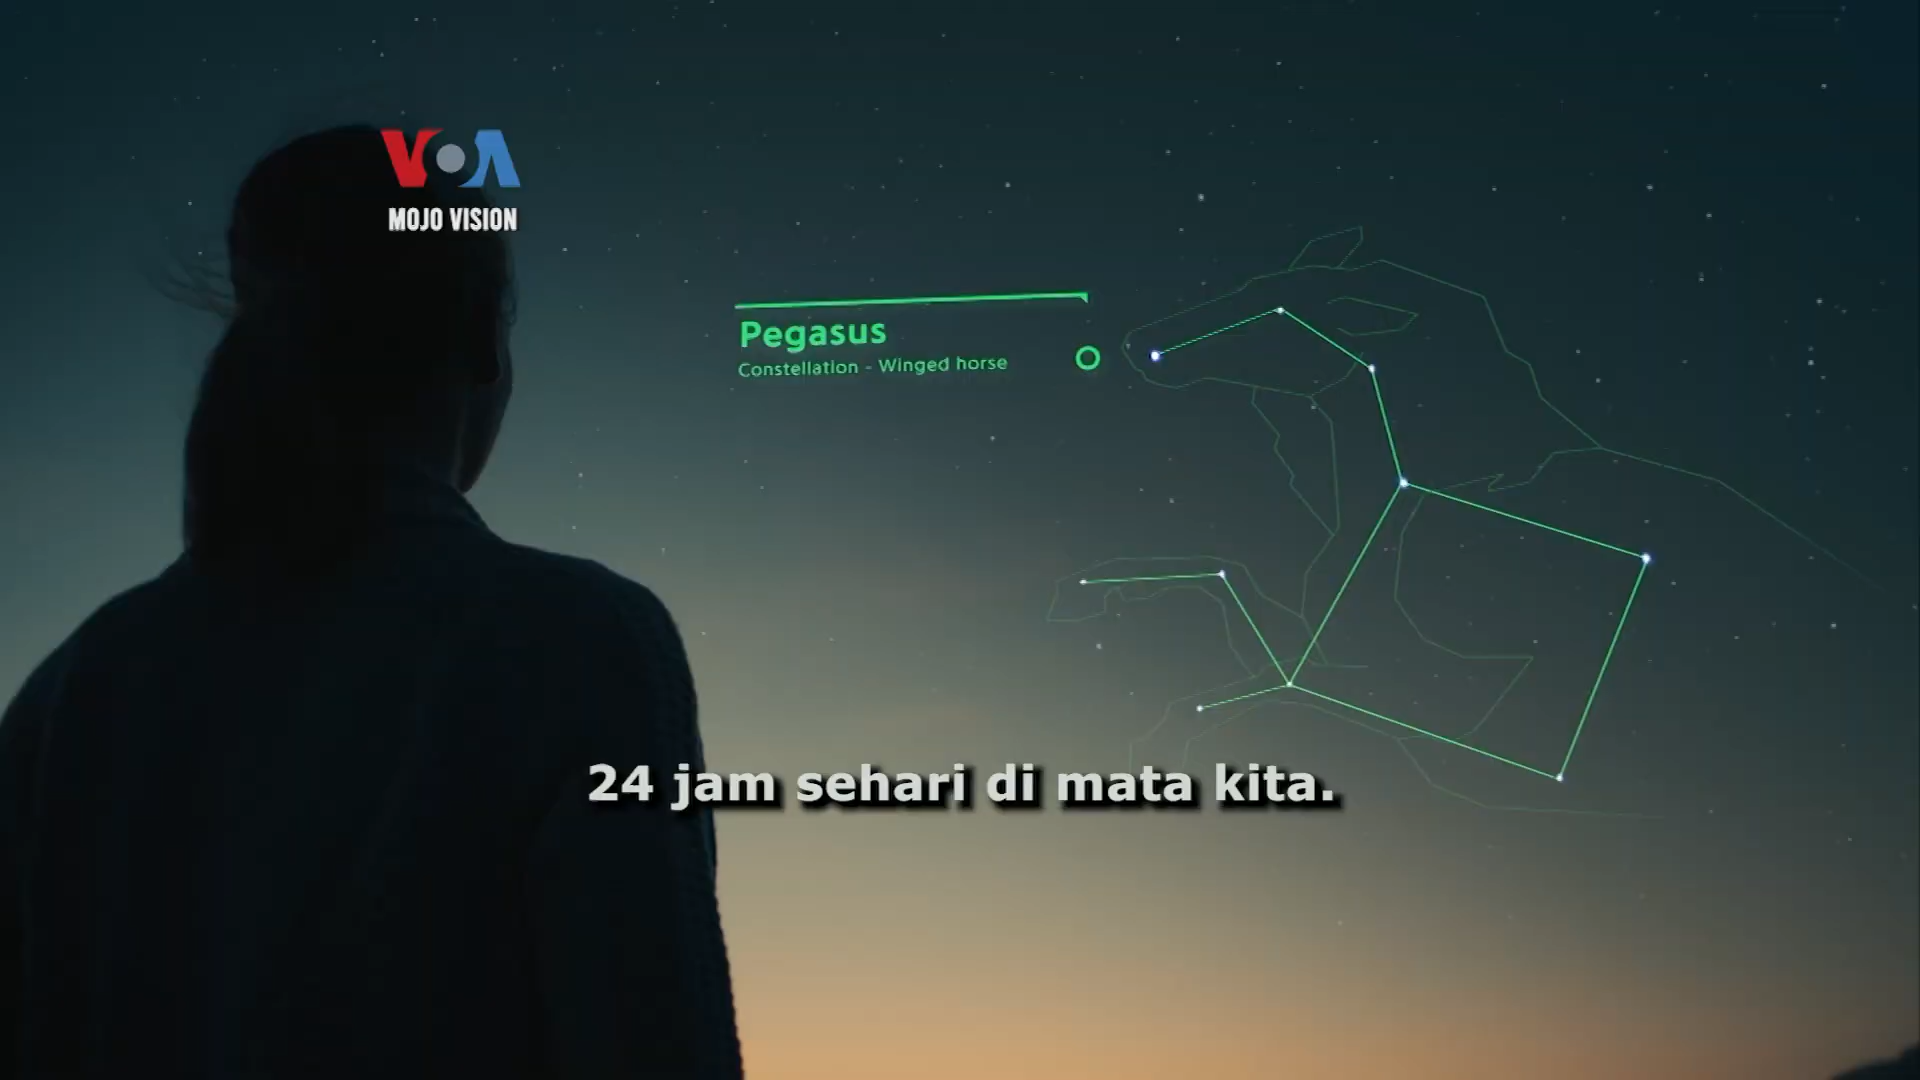 VOA
MOJO VISION
Pegasus
Constellation - Winged horse
24 jam sehari di mata kita.